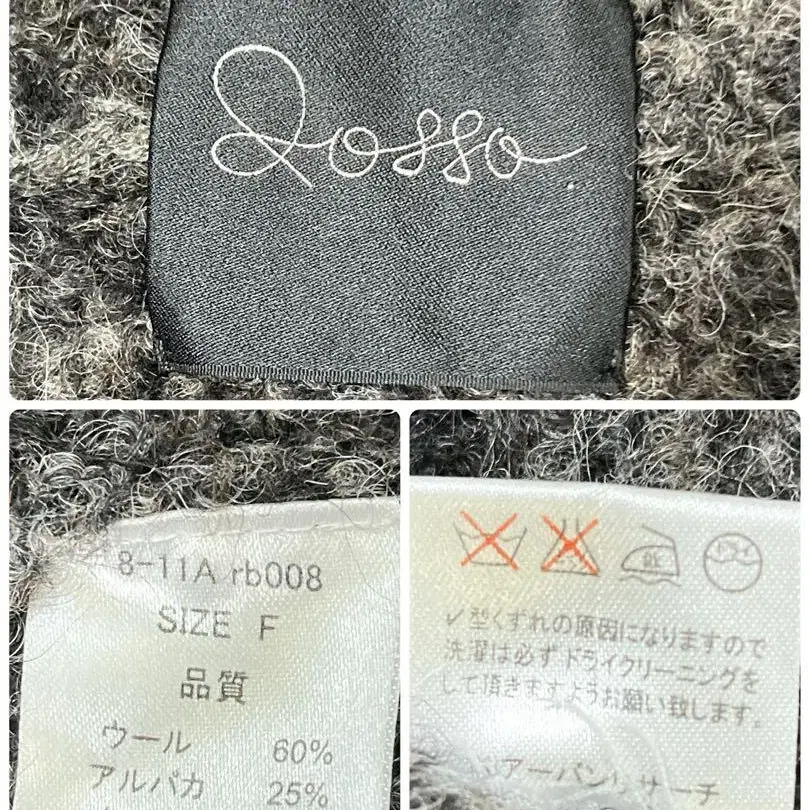 Rosso
8-11A rb008
SIZE F
品質
ウール 60%
アルパカ 25%
ドライ
✓型くずれの原因になりますので
洗濯は必ずドライクリーニングを
して頂きますようお願い致します。
アーバンリサーチ